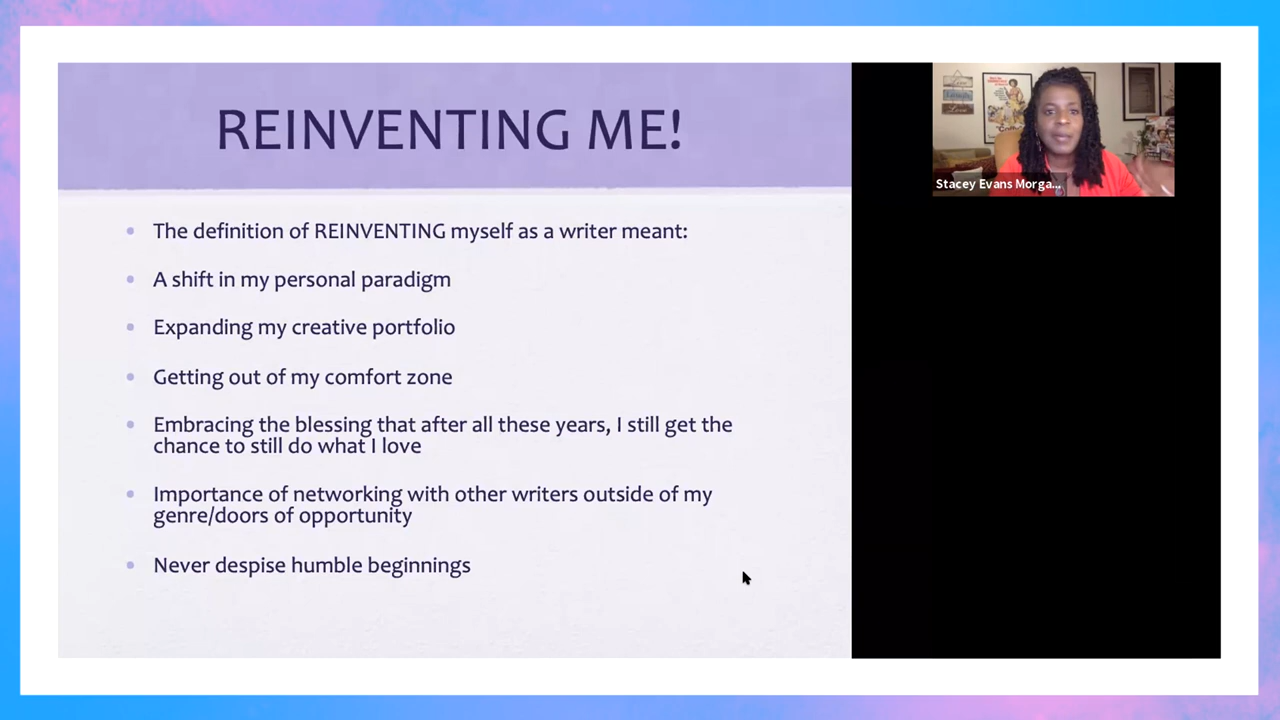 REINVENTING ME!
The definition of REINVENTING myself as a writer meant:
A shift in my personal paradigm
Expanding my creative portfolio
Getting out of my comfort zone
Embracing the blessing that after all these years, I still get the
chance to still do what I love
Importance of networking with other writers outside of my
genre/doors of opportunity
Never despise humble beginnings
Stacey Evans Morga...